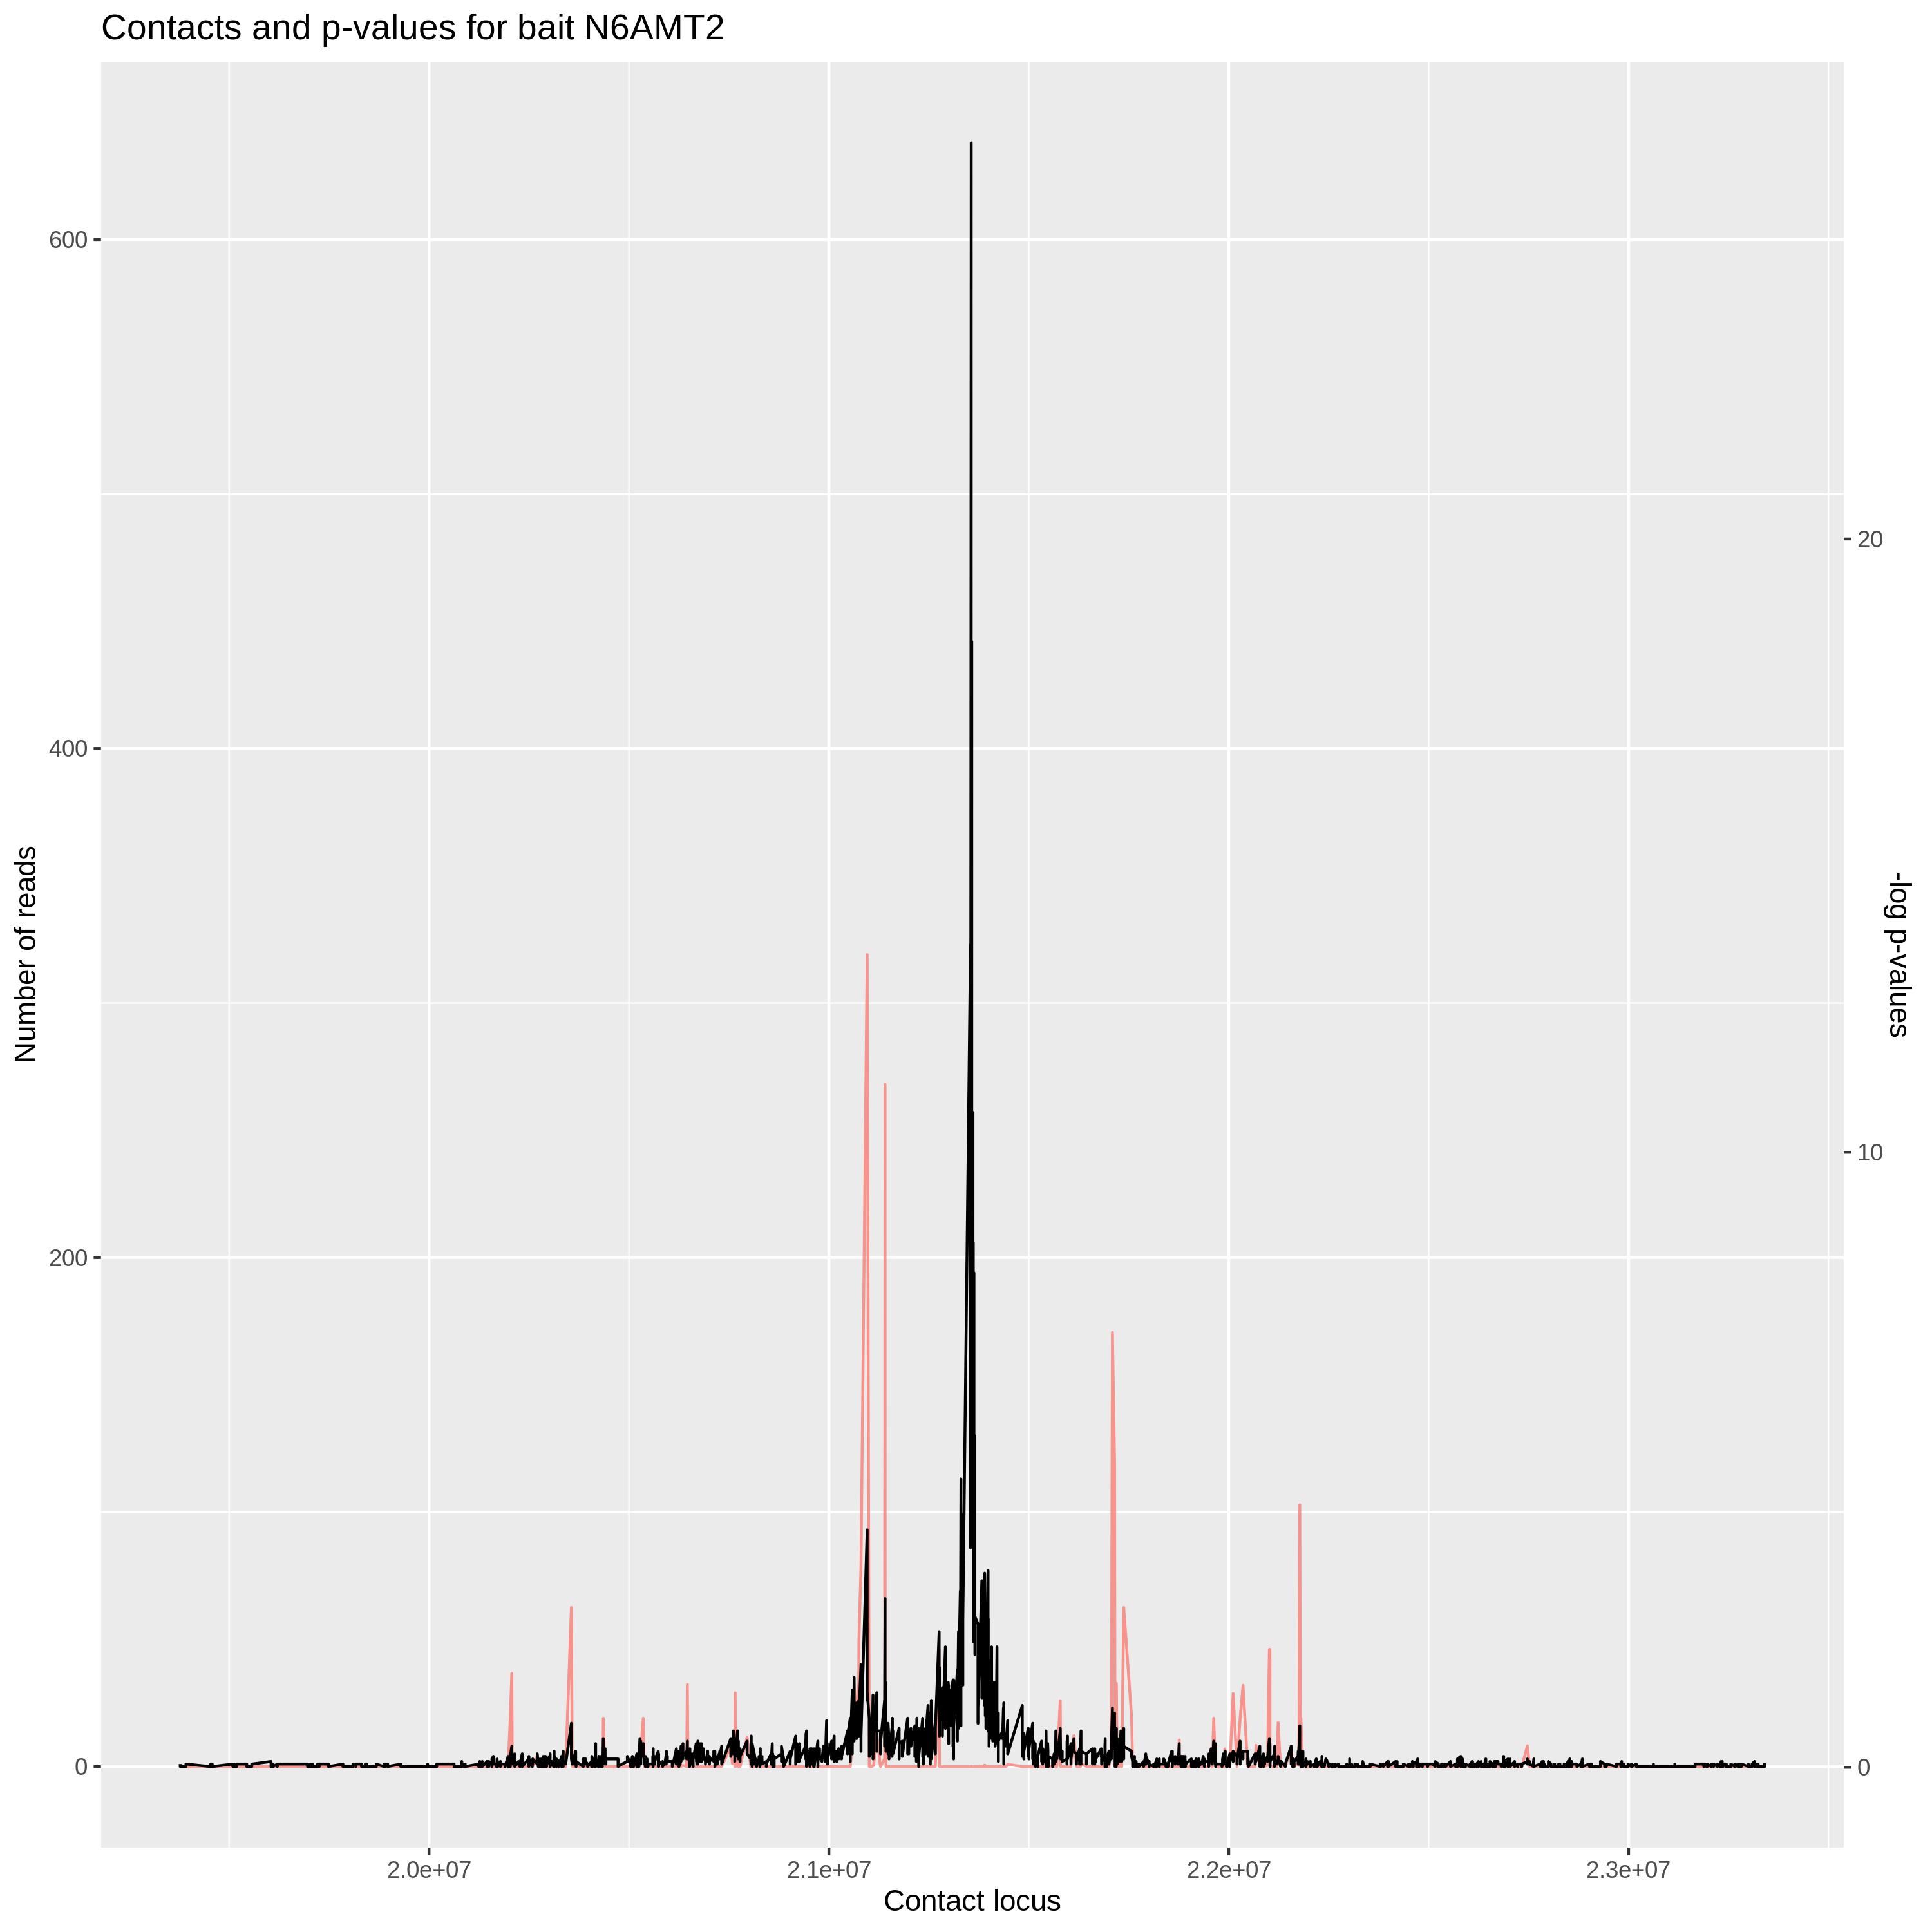 Contacts and p-values for bait N6AMT2
600
400
200
0
Number of reads
20
10
0
-log p-values
2.0e+07 2.1e+07 2.2e+07 2.3e+07
Contact locus